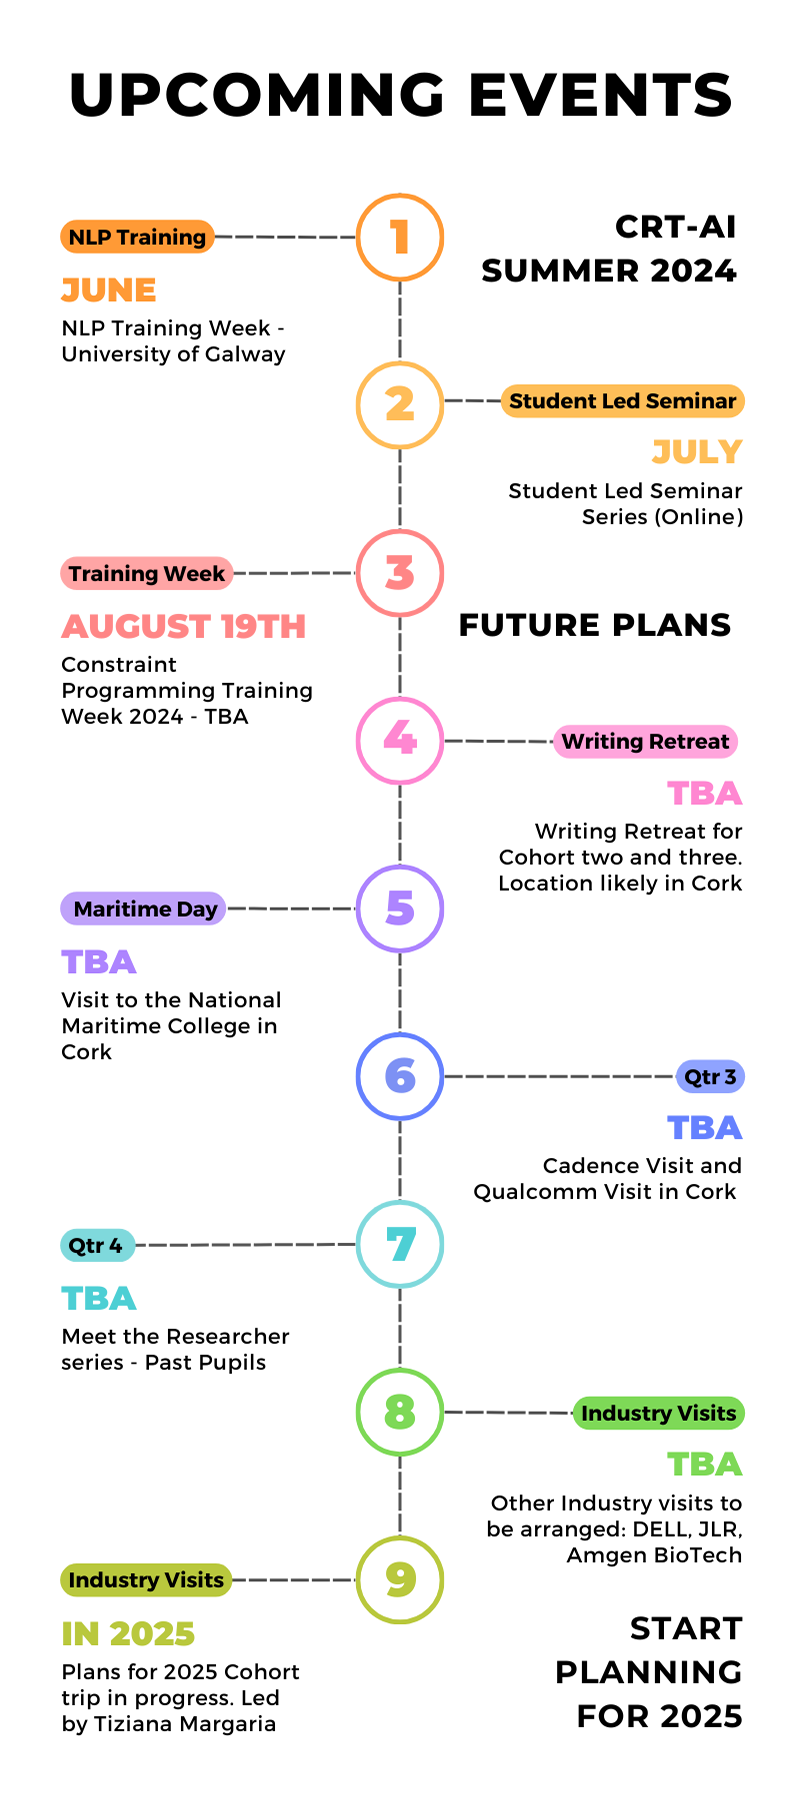 UPCOMING EVENTS
NLP Training
1
CRT-AI
SUMMER 2024
JUNE
NLP Training Week -
University of Galway
2
Student Led Seminar
JULY
Student Led Seminar
Series (Online)
Training Week
3
AUGUST 19TH
Constraint
Programming Training
Week 2024 - TBA
FUTURE PLANS
4
Writing Retreat
TBA
Writing Retreat for
Cohort two and three.
Location likely in Cork
Maritime Day
5
TBA
Visit to the National
Maritime College in
Cork
6
Qtr 3
TBA
Cadence Visit and
Qualcomm Visit in Cork
Qtr 4
7
TBA
Meet the Researcher
series - Past Pupils
8
Industry Visits
TBA
Other Industry visits to
be arranged: DELL, JLR,
Amgen BioTech
Industry Visits
9
IN 2025
Plans for 2025 Cohort
trip in progress. Led
by Tiziana Margaria
START
PLANNING
FOR 2025